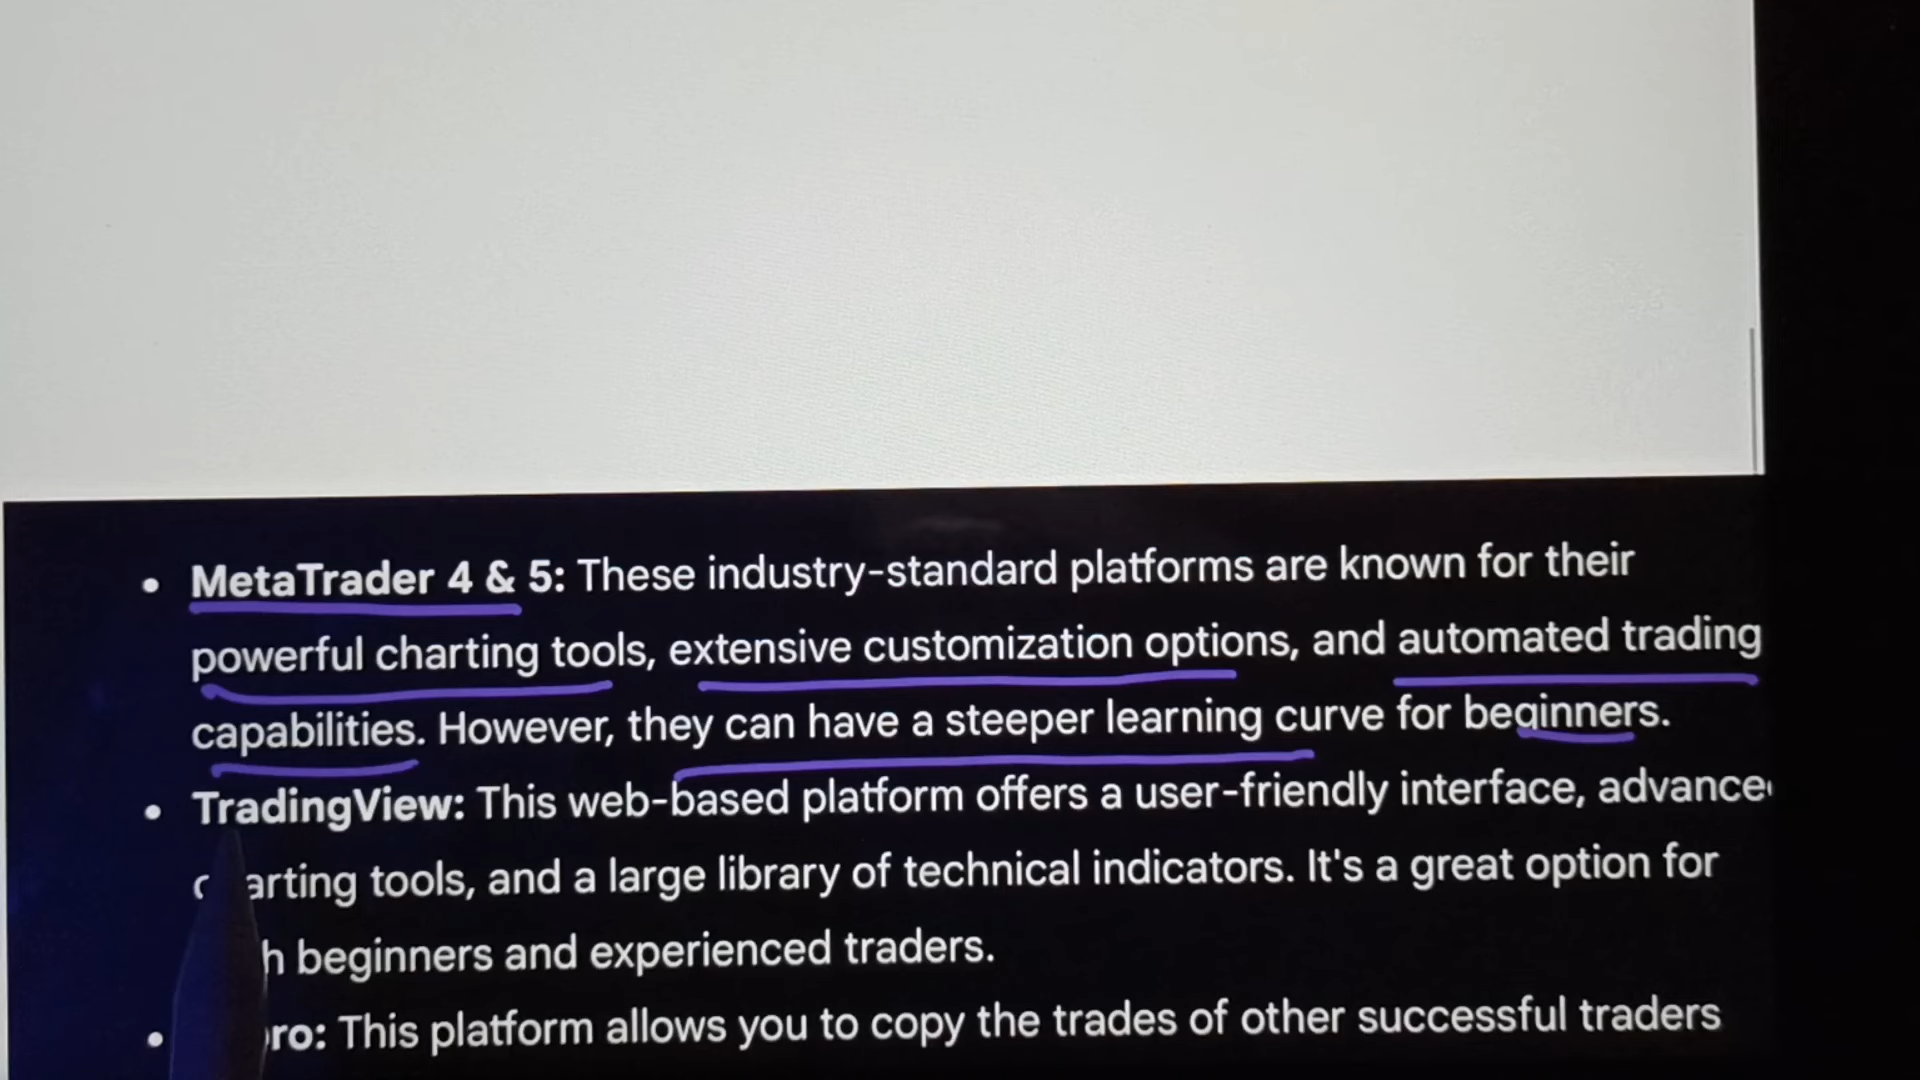 • MetaTrader 4 & 5: These industry-standard platforms are known for their
powerful charting tools, extensive customization options, and automated trading
capabilities. However, they can have a steeper learning curve for beginners.
• TradingView: This web-based platform offers a user-friendly interface, advance
arting tools, and a large library of technical indicators. It's a great option for
h beginners and experienced traders.
• ro: This platform allows you to copy the trades of other successful traders